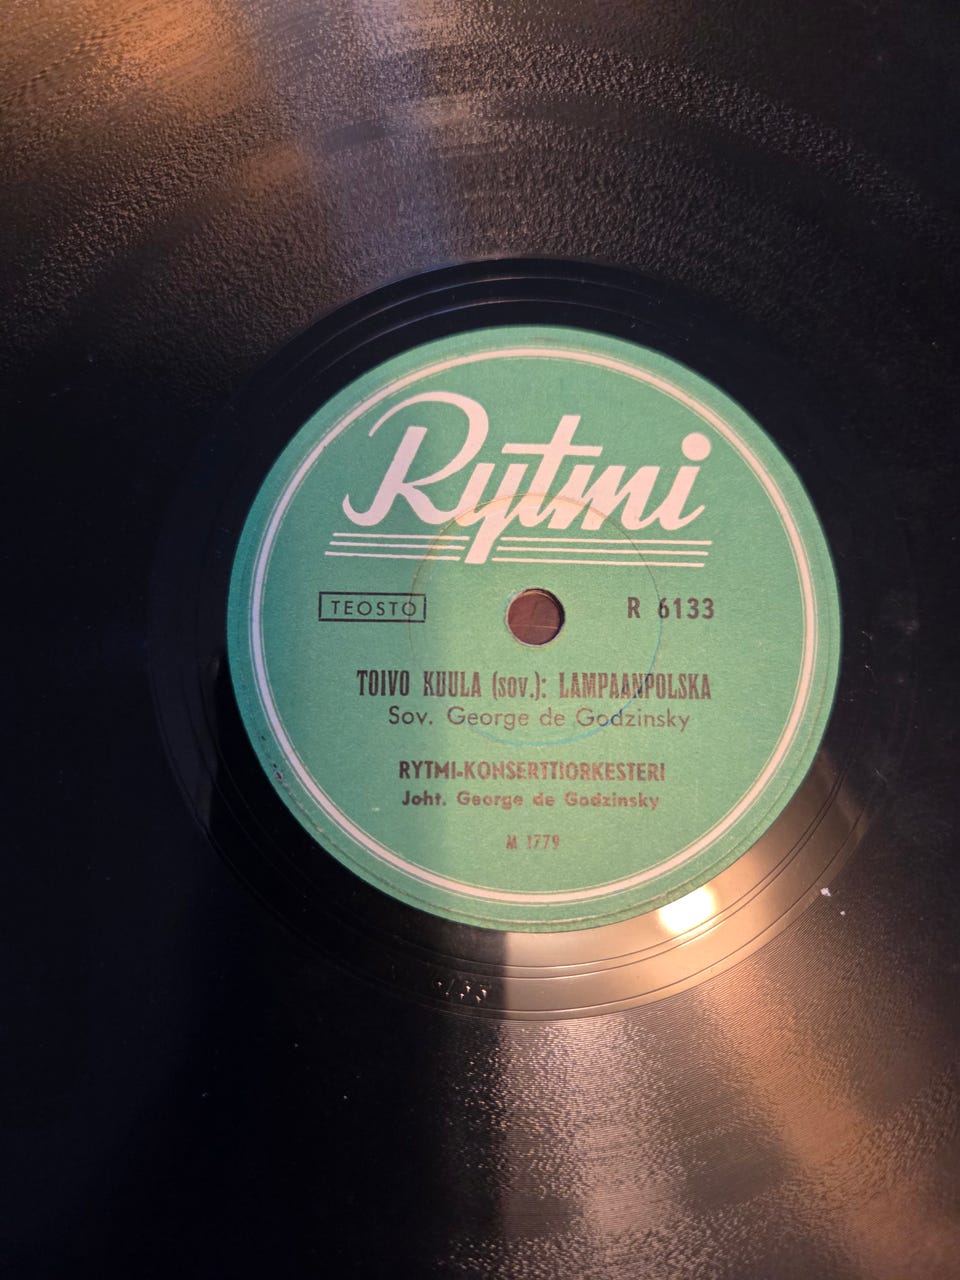 Rytmi
TEOSTO
R 6133
TOIVO KUULA (sov.): LAMPAANPOLSKA
Sov. George de Godzinsky
RYTMI-KONSERTTIORKESTERI
Joht. George de Godzinsky
M 1779